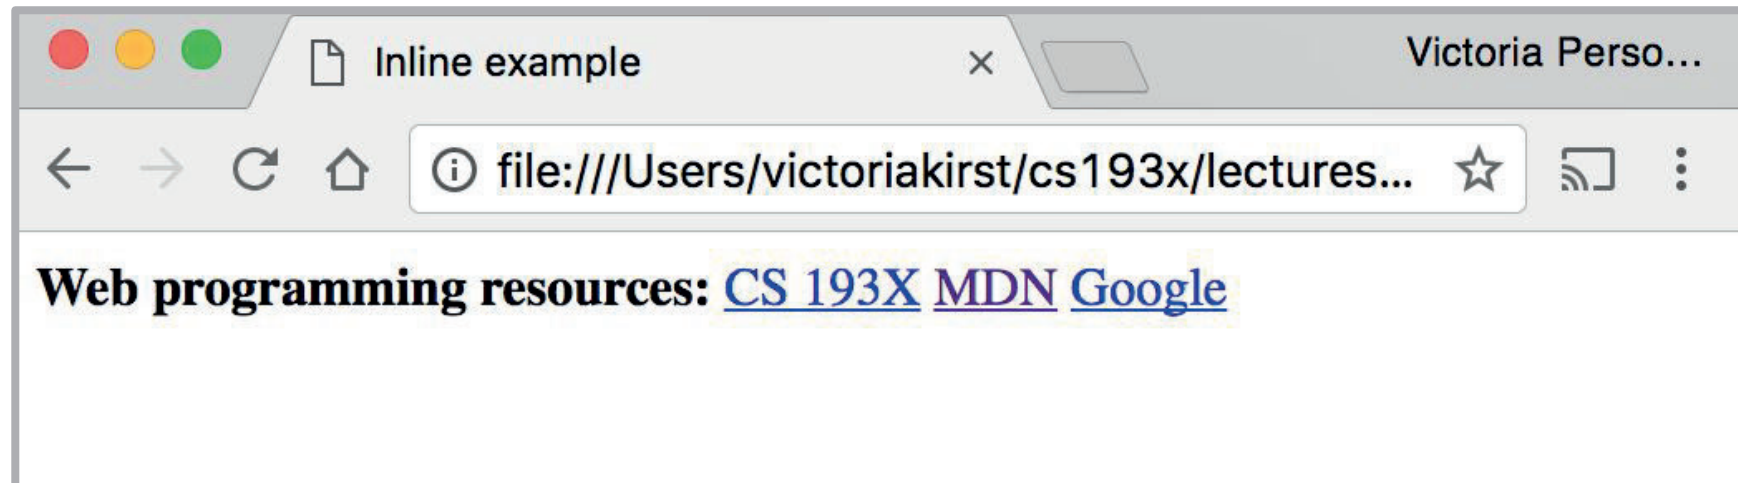 Inline example
Victoria Perso...
file:///Users/victoriakirst/cs193x/lectures...
Web programming resources: CS 193X MDN Google